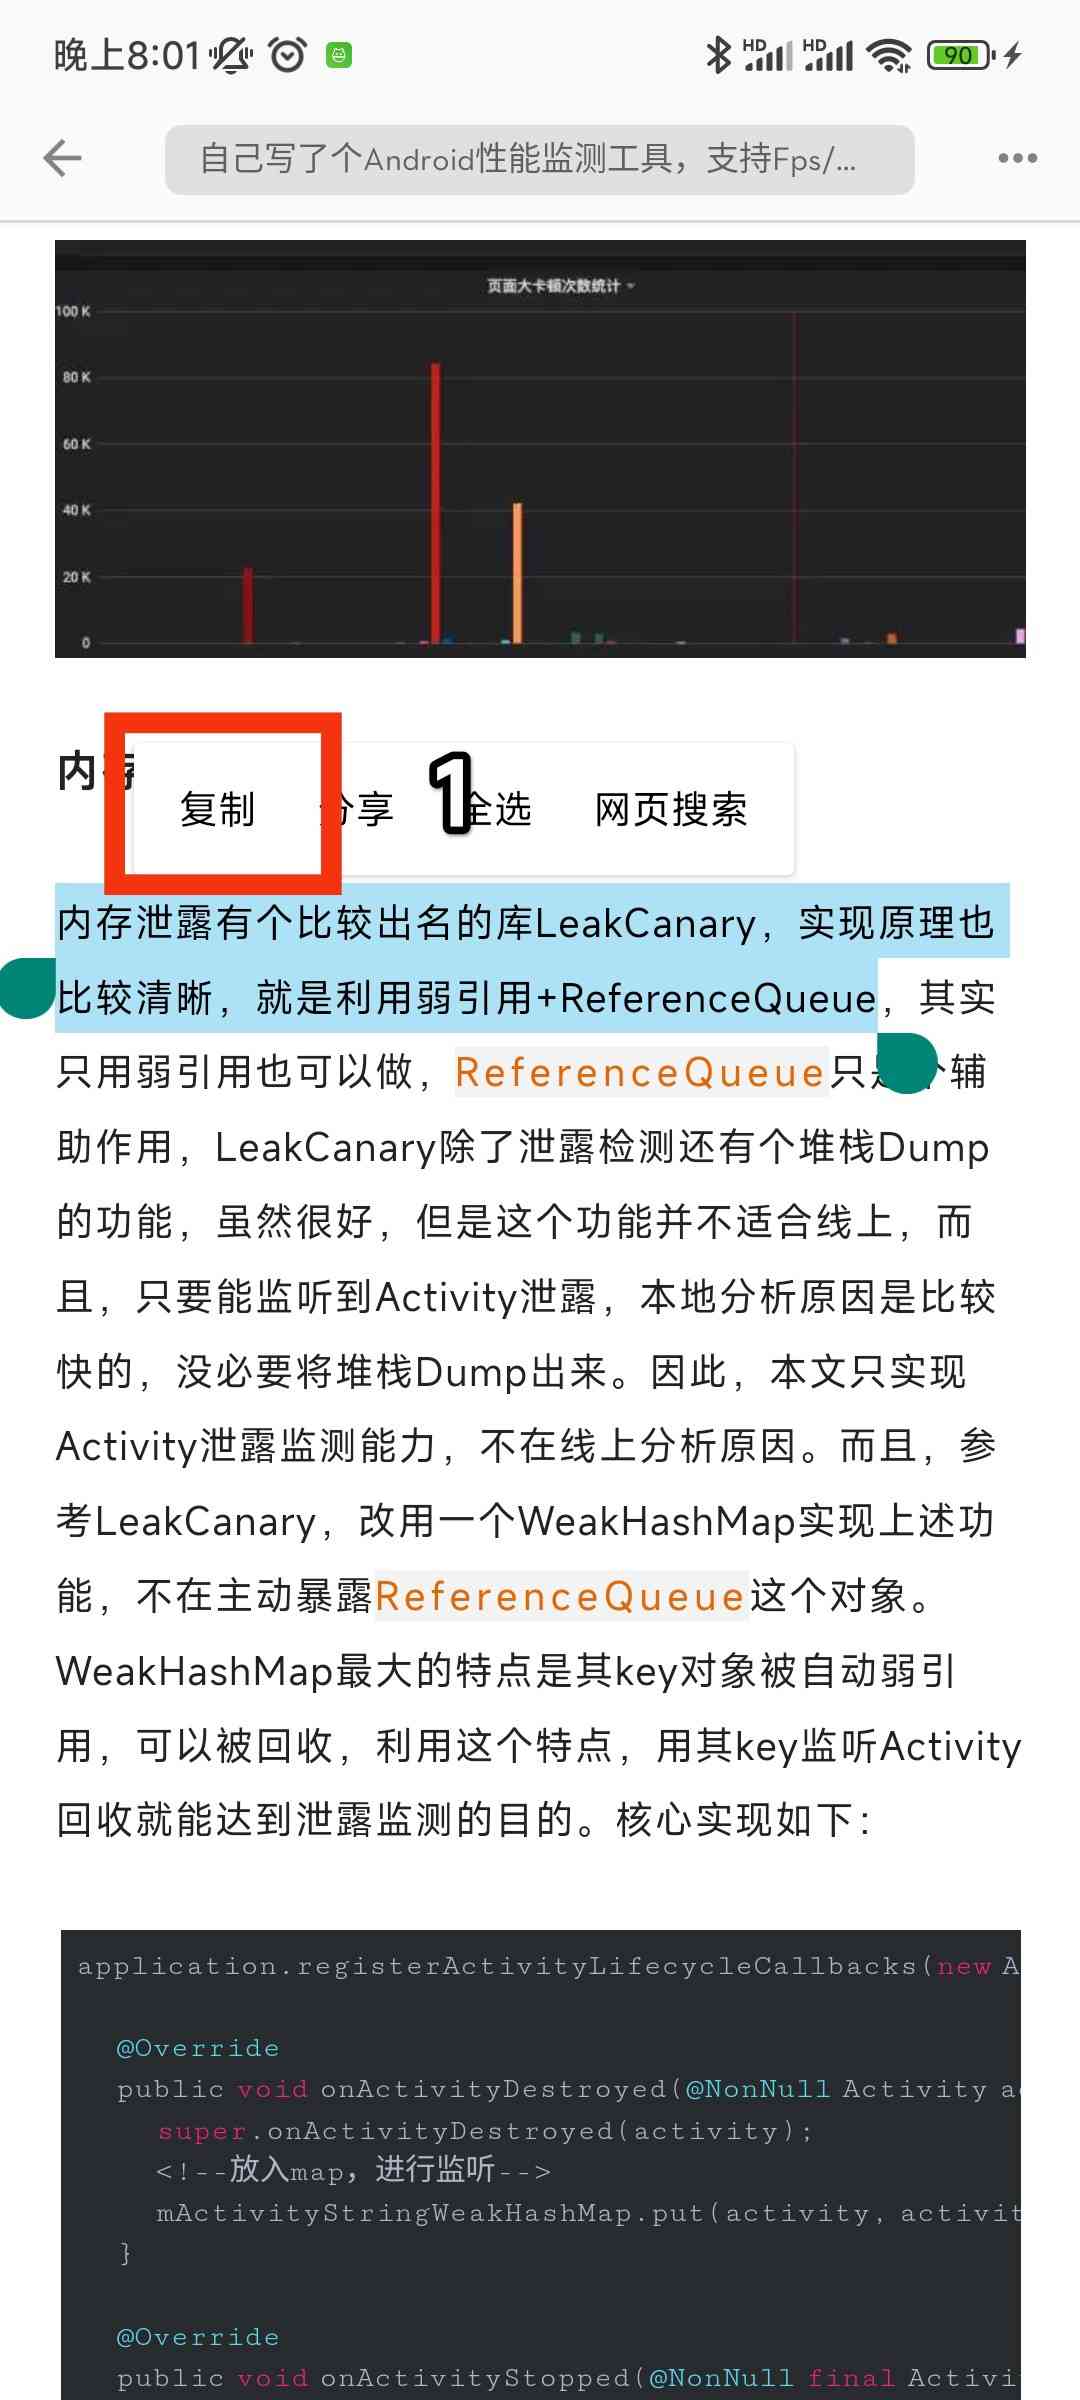 晚上8:01
HD HD 90
自己写了个Android性能监测工具，支持Fps/...
页面大卡顿次数统计
100 K
80 K
60 K
40 K
20 K
0
内存
复制 分享 全选 网页搜索
1
内存泄露有个比较出名的库LeakCanary，实现原理也
比较清晰，就是利用弱引用+ReferenceQueue，其实
只用弱引用也可以做，ReferenceQueue只是个辅
助作用，LeakCanary除了泄露检测还有个堆栈Dump
的功能，虽然很好，但是这个功能并不适合线上，而
且，只要能监听到Activity泄露，本地分析原因是比较
快的，没必要将堆栈Dump出来。因此，本文只实现
Activity泄露监测能力，不在线上分析原因。而且，参
考LeakCanary，改用一个WeakHashMap实现上述功
能，不在主动暴露ReferenceQueue这个对象。
WeakHashMap最大的特点是其key对象被自动弱引
用，可以被回收，利用这个特点，用其key监听Activity
回收就能达到泄露监测的目的。核心实现如下：
application.registerActivityLifecycleCallbacks(new A
@Override
public void onActivityDestroyed(@NonNull Activity a
super.onActivityDestroyed(activity);
<!--放入map，进行监听-->
mActivityStringWeakHashMap.put(activity, activit
}
@Override
public void onActivityStopped(@NonNull final Activi